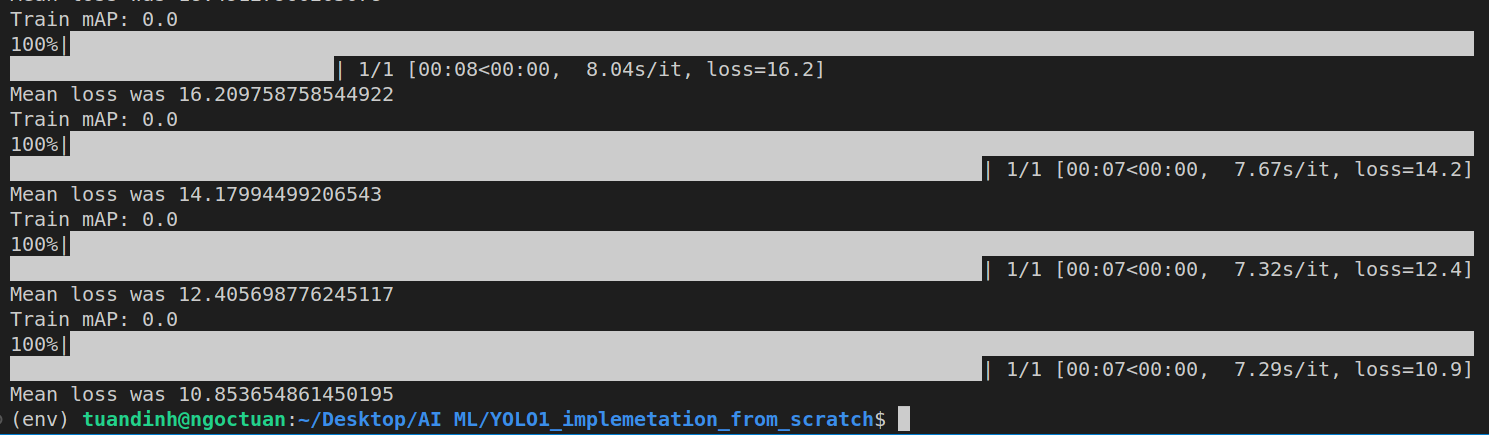 Train mAP: 0.0
100%|
| 1/1 [00:08<00:00,  8.04s/it, loss=16.2]
Mean loss was 16.209758758544922
Train mAP: 0.0
100%|
| 1/1 [00:07<00:00,  7.67s/it, loss=14.2]
Mean loss was 14.17994499206543
Train mAP: 0.0
100%|
| 1/1 [00:07<00:00,  7.32s/it, loss=12.4]
Mean loss was 12.405698776245117
Train mAP: 0.0
100%|
| 1/1 [00:07<00:00,  7.29s/it, loss=10.9]
Mean loss was 10.853654861450195
(env) tuandinh@ngoctuan:~/Desktop/AI ML/YOLO1_implemetation_from_scratch$